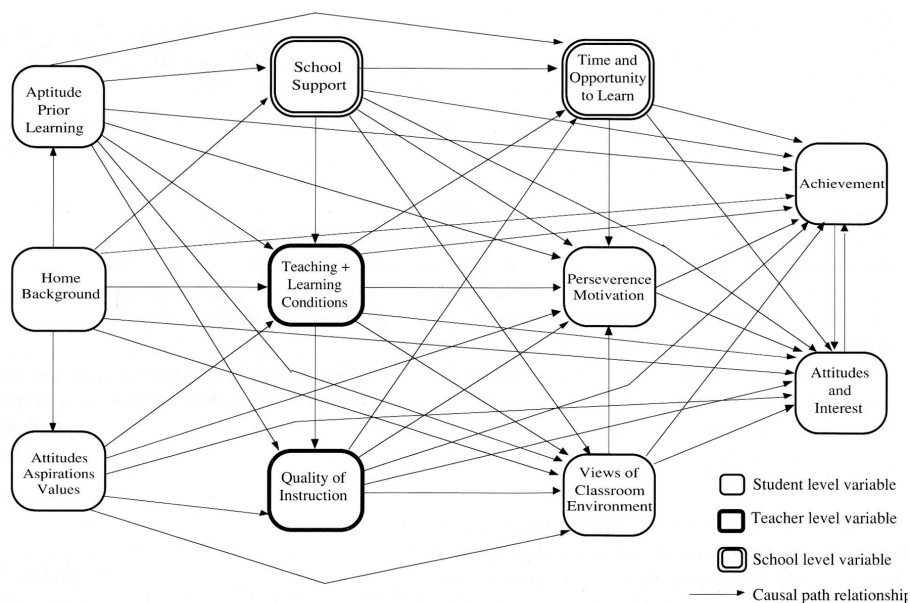 Aptitude
Prior
Learning
School
Support
Time and
Opportunity
to Learn
Achievement
Home
Background
Teaching +
Learning
Conditions
Perseverence
Motivation
Attitudes
and
Interest
Attitudes
Aspirations
Values
Quality of
Instruction
Views of
Classroom
Environment
Student level variable
Teacher level variable
School level variable
Causal path relationship